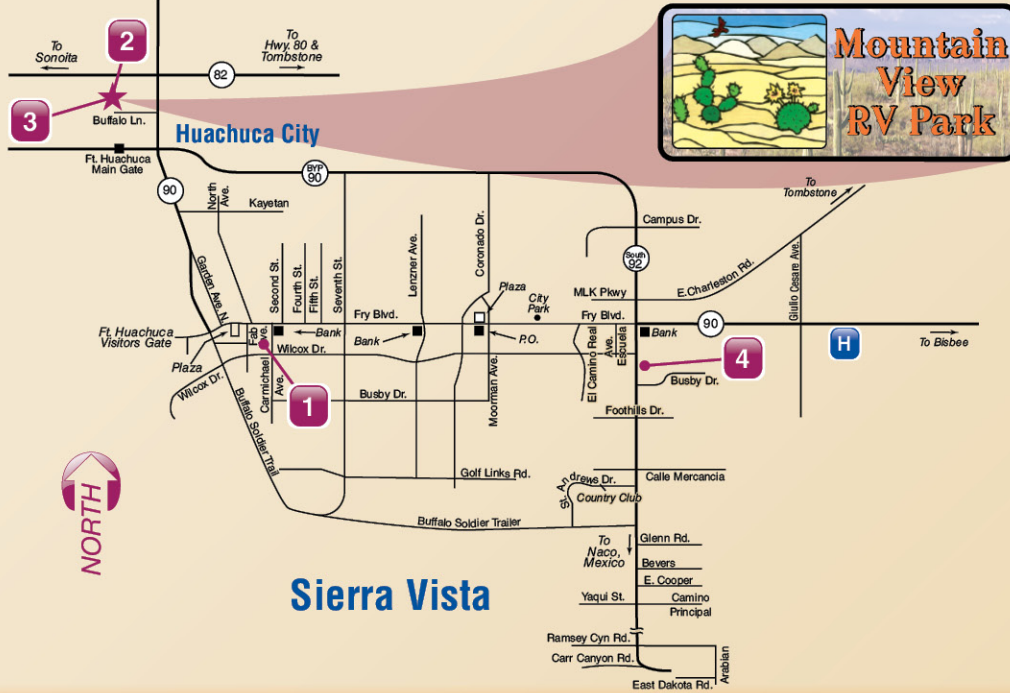 To
Sonoita
2
To
Hwy. 80 &
Tombstone
82
3
Buffalo Ln.
Huachuca City
Mountain
View
RV Park
Ft. Huachuca
Main Gate
90
BYP
90
To
Tombstone
North
Ave.
Kayetan
Campus Dr.
South
92
Garden Ave. N.
Second St.
Fourth St.
Fifth St.
Seventh St.
Lenzner Ave.
Coronado Dr.
Plaza
City
Park
MLK Pkwy
E.Charleston Rd.
Giulio Cesare Ave.
Ft. Huachuca
Visitors Gate
Fab
Ave.
Bank
Fry Blvd.
Bank
P.O.
Fry Blvd.
Bank
90
H
To Bisbee
Plaza
Wilcox Dr.
Wilcox Dr.
Carmichael
Ave.
1
Busby Dr.
Moorman Ave.
El Camino Real
Ave.
Escuela
4
Busby Dr.
Foothills Dr.
Buffalo Soldier Trail
Golf Links Rd.
St. Andrews Dr.
Country Club
Calle Mercancia
NORTH
Buffalo Soldier Trailer
To
Naco,
Mexico
Glenn Rd.
Bevers
E. Cooper
Yaqui St.
Camino
Principal
Sierra Vista
Ramsey Cyn Rd.
Carr Canyon Rd.
Arabian
East Dakota Rd.